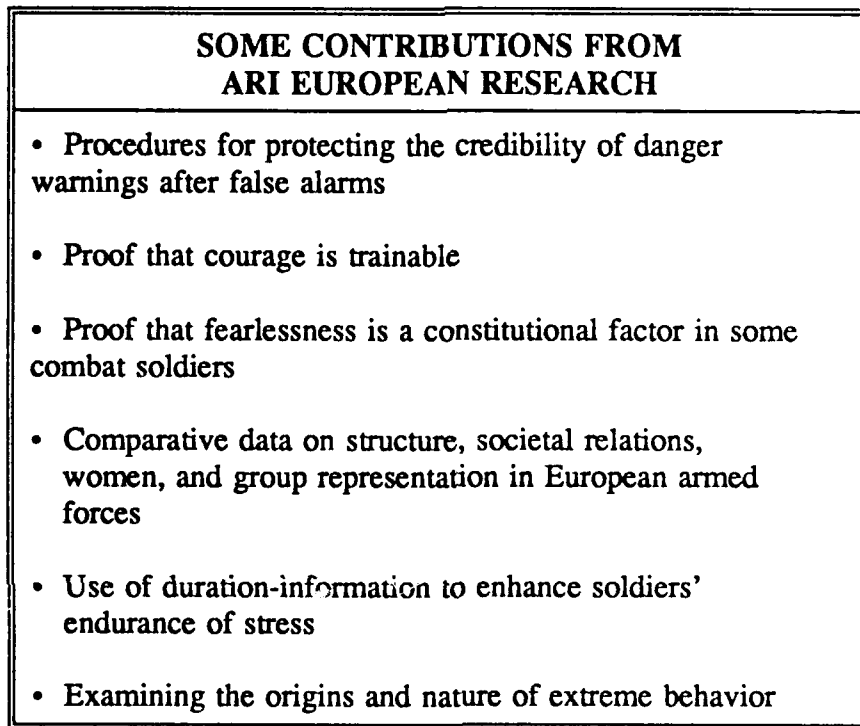 SOME CONTRIBUTIONS FROM
ARI EUROPEAN RESEARCH
• Procedures for protecting the credibility of danger
warnings after false alarms
• Proof that courage is trainable
• Proof that fearlessness is a constitutional factor in some
combat soldiers
• Comparative data on structure, societal relations,
women, and group representation in European armed
forces
• Use of duration-information to enhance soldiers'
endurance of stress
• Examining the origins and nature of extreme behavior